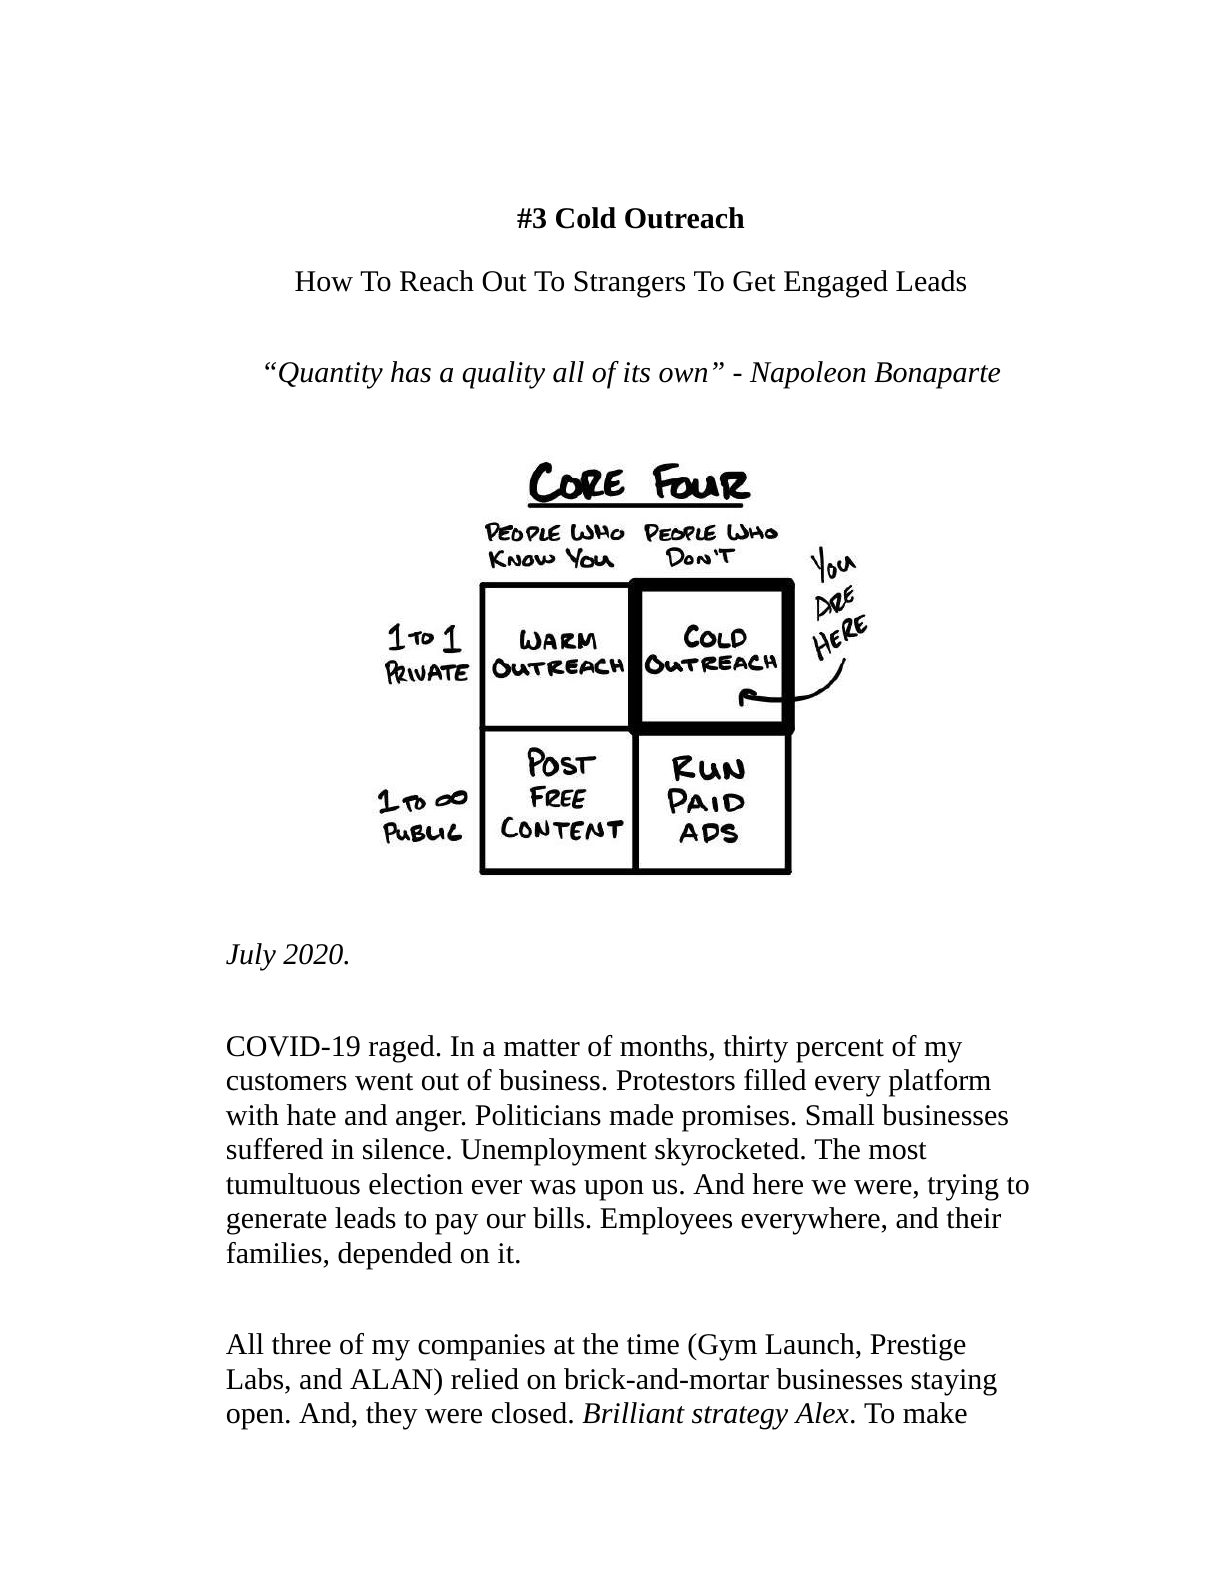 #3 Cold Outreach
How To Reach Out To Strangers To Get Engaged Leads
“Quantity has a quality all of its own” - Napoleon Bonaparte
CORE FOUR
PEOPLE WHO KNOW YOU
PEOPLE WHO DON'T
YOU ARE HERE
1 TO 1 PRIVATE
WARM OUTREACH
COLD OUTREACH
1 TO ∞ PUBLIC
POST FREE CONTENT
RUN PAID ADS
July 2020.
COVID-19 raged. In a matter of months, thirty percent of my
customers went out of business. Protestors filled every platform
with hate and anger. Politicians made promises. Small businesses
suffered in silence. Unemployment skyrocketed. The most
tumultuous election ever was upon us. And here we were, trying to
generate leads to pay our bills. Employees everywhere, and their
families, depended on it.
All three of my companies at the time (Gym Launch, Prestige
Labs, and ALAN) relied on brick-and-mortar businesses staying
open. And, they were closed. Brilliant strategy Alex. To make